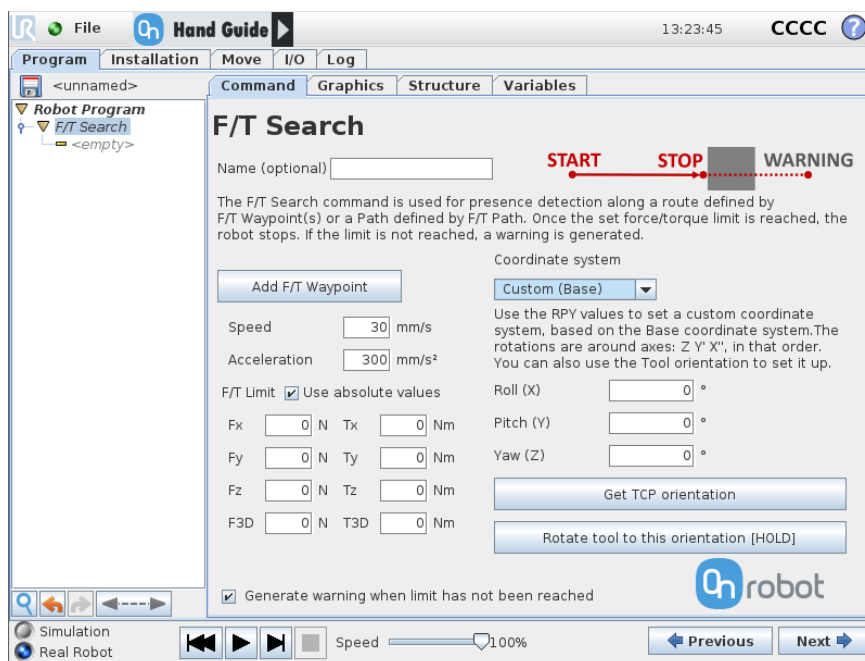 File
On
Hand Guide
13:23:45
CCCC
?
Program Installation Move I/O Log
<unnamed>
Command Graphics Structure Variables
Robot Program
F/T Search
<empty>
F/T Search
Name (optional)
START STOP WARNING
The F/T Search command is used for presence detection along a route defined by
F/T Waypoint(s) or a Path defined by F/T Path. Once the set force/torque limit is reached, the
robot stops. If the limit is not reached, a warning is generated.
Add F/T Waypoint
Speed 30 mm/s
Acceleration 300 mm/s²
F/T Limit Use absolute values
Fx 0 N Tx 0 Nm
Fy 0 N Ty 0 Nm
Fz 0 N Tz 0 Nm
F3D 0 N T3D 0 Nm
Coordinate system
Custom (Base)
Use the RPY values to set a custom coordinate
system, based on the Base coordinate system.The
rotations are around axes: Z Y' X'', in that order.
You can also use the Tool orientation to set it up.
Roll (X) 0 °
Pitch (Y) 0 °
Yaw (Z) 0 °
Get TCP orientation
Rotate tool to this orientation [HOLD]
Generate warning when limit has not been reached
On robot
Simulation
Real Robot
Speed 100%
Previous Next